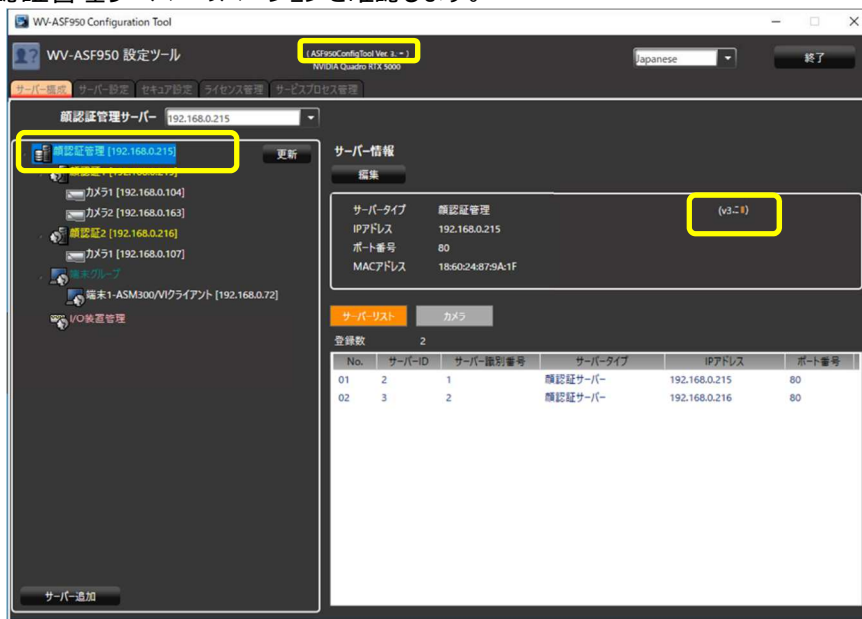 WV-ASF950 Configuration Tool
WV-ASF950 設定ツール
( ASF950ConfigTool Ver. 3.
NVIDIA Quadro RTX 5000
Japanese
終了
サーバー構成 サーバー設定 セキュア設定 ライセンス管理 サービスプロセス管理
顔認証管理サーバー 192.168.0.215
顔認証管理 [192.168.0.215]
更新
カメラ1 [192.168.0.104]
カメラ2 [192.168.0.163]
顔認証2 [192.168.0.216]
カメラ1 [192.168.0.107]
端末グループ
端末1-ASM300/VIクライアント [192.168.0.72]
I/O装置管理
サーバー追加
サーバー情報
編集
サーバータイプ 顔認証管理 (v3.
IPアドレス 192.168.0.215
ポート番号 80
MACアドレス 18:60:24:87:9A:1F
サーバーリスト カメラ
登録数 2
No. サーバーID サーバー識別番号 サーバータイプ IPアドレス ポート番号
01 2 1 顔認証サーバー 192.168.0.215 80
02 3 2 顔認証サーバー 192.168.0.216 80